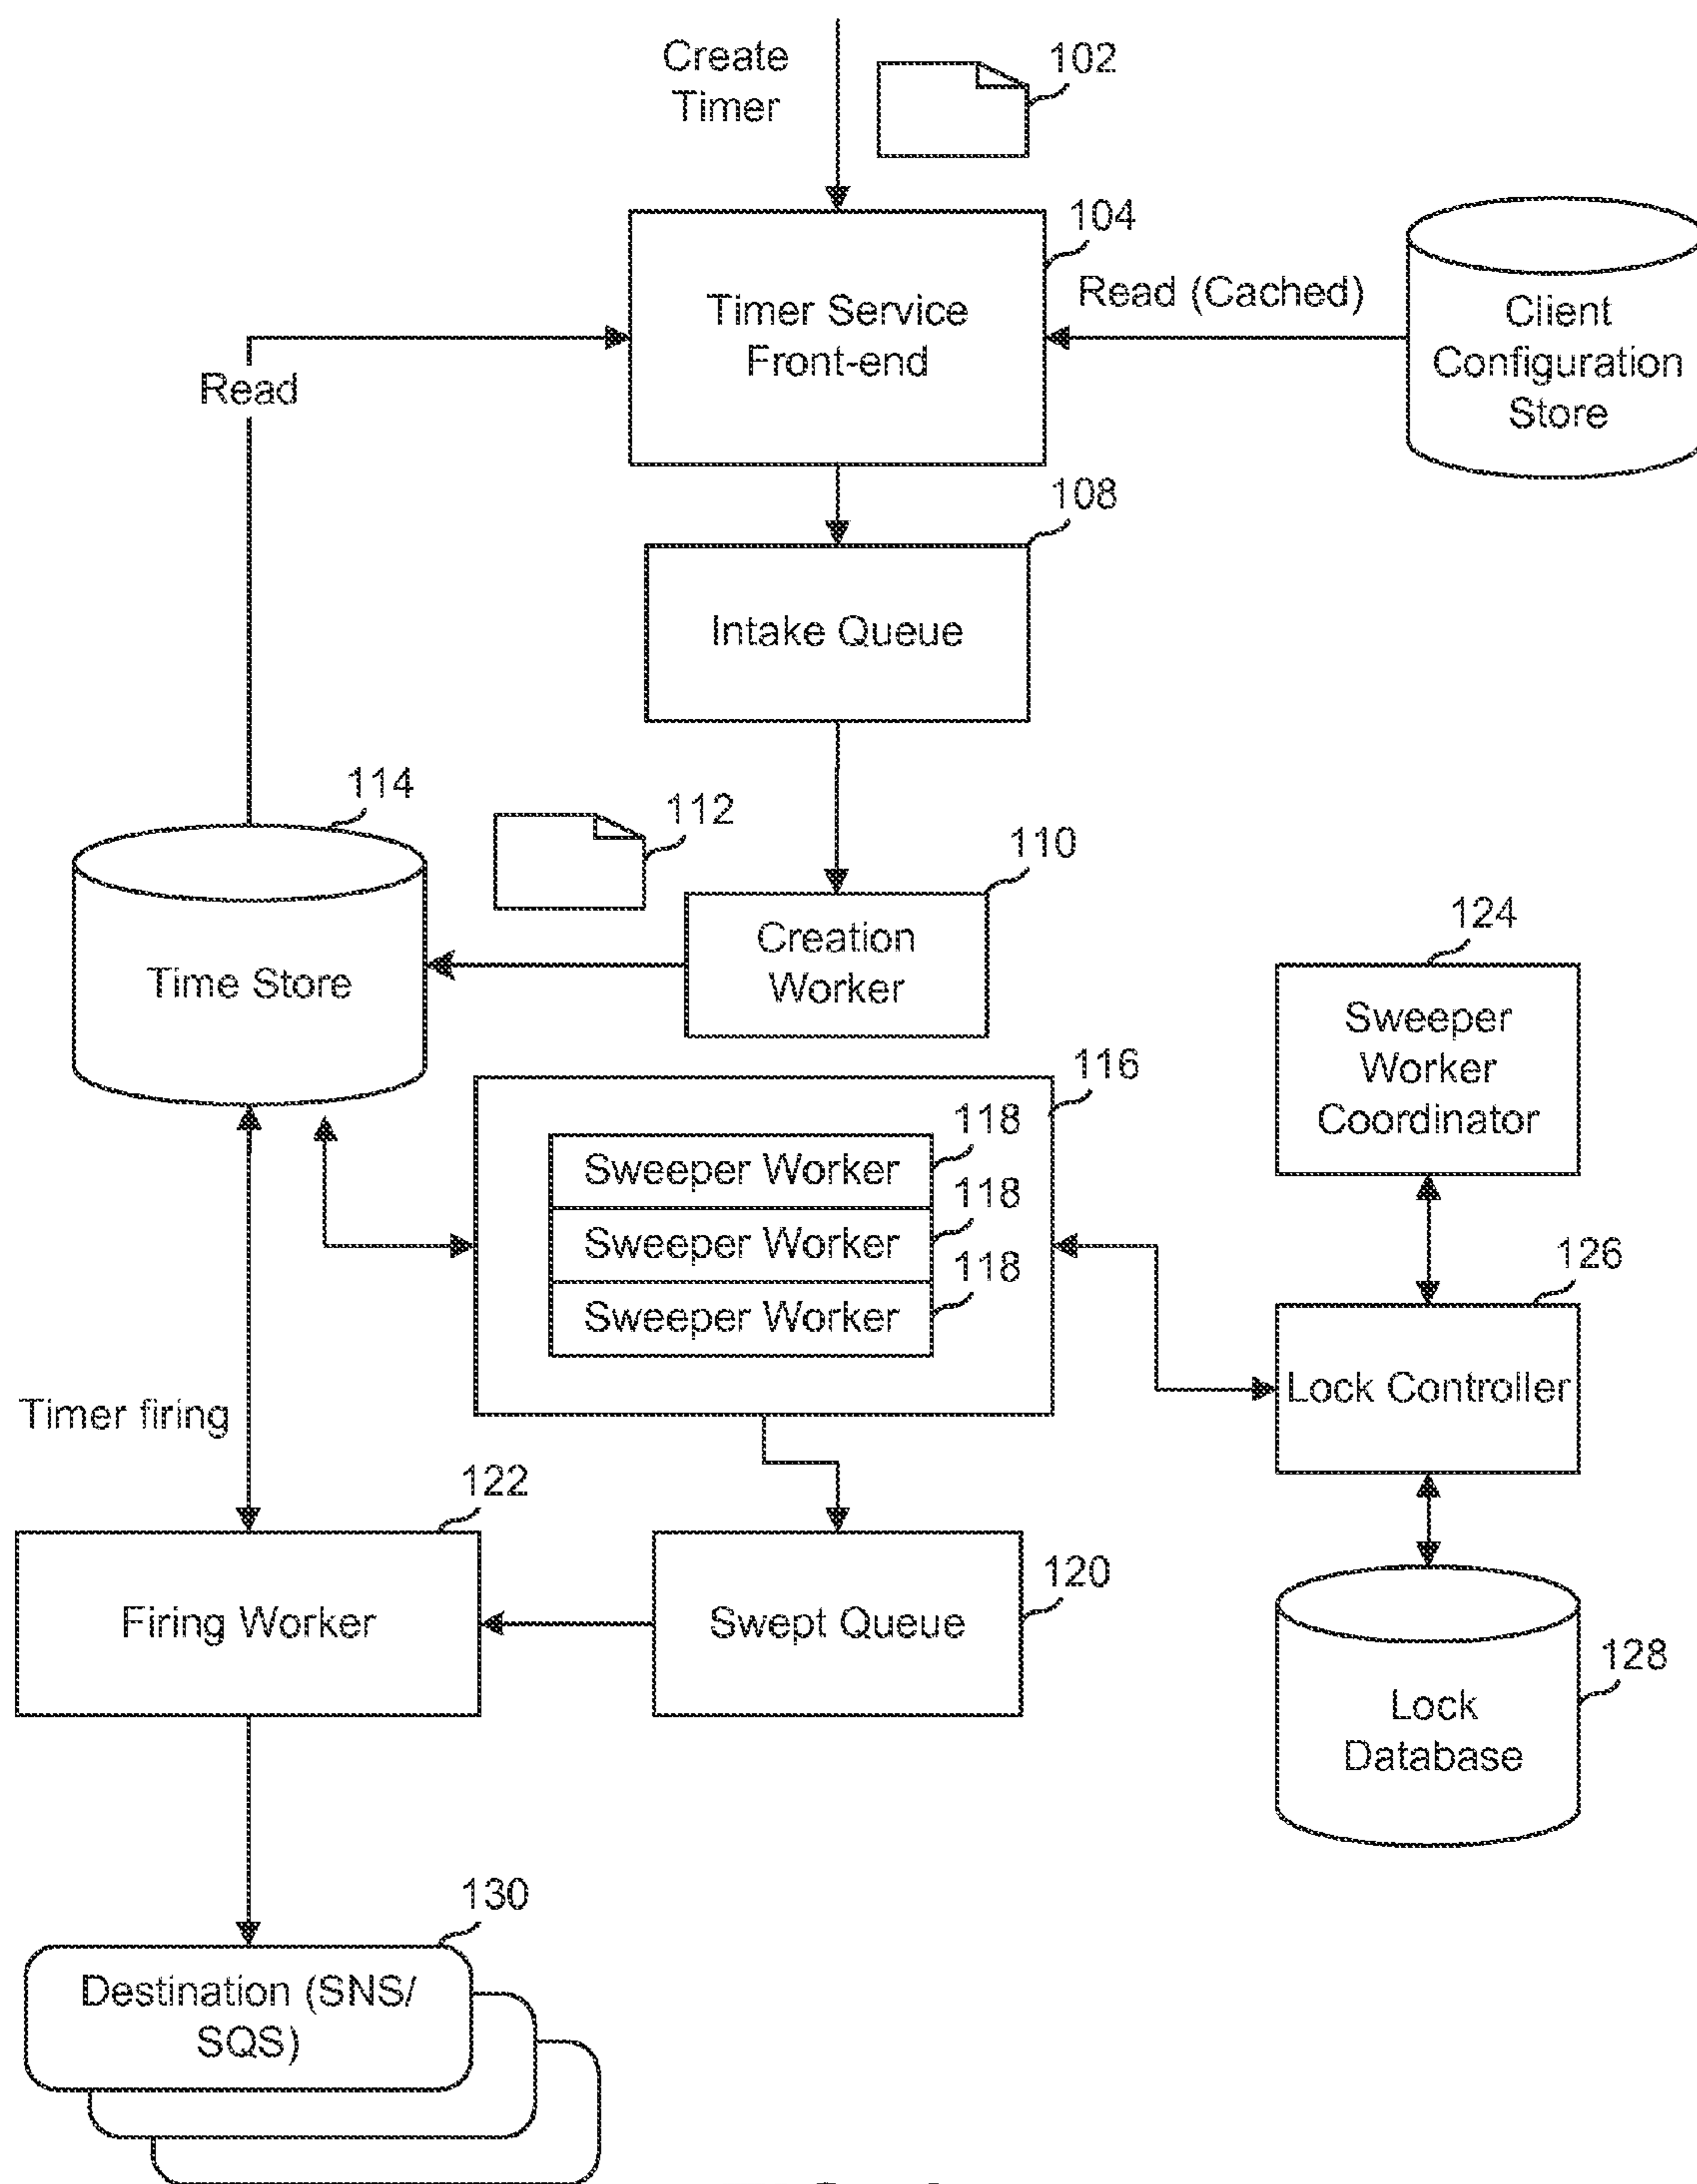 Create
Timer
102
104
Timer Service
Front-end
Read (Cached)
Client
Configuration
Store
Read
108
Intake Queue
114
112
110
Creation
Worker
Time Store
124
Sweeper
Worker
Coordinator
116
Sweeper Worker
118
Sweeper Worker
118
Sweeper Worker
118
126
Lock Controller
Timer firing
122
Firing Worker
120
Swept Queue
128
Lock
Database
130
Destination (SNS/
SQS)